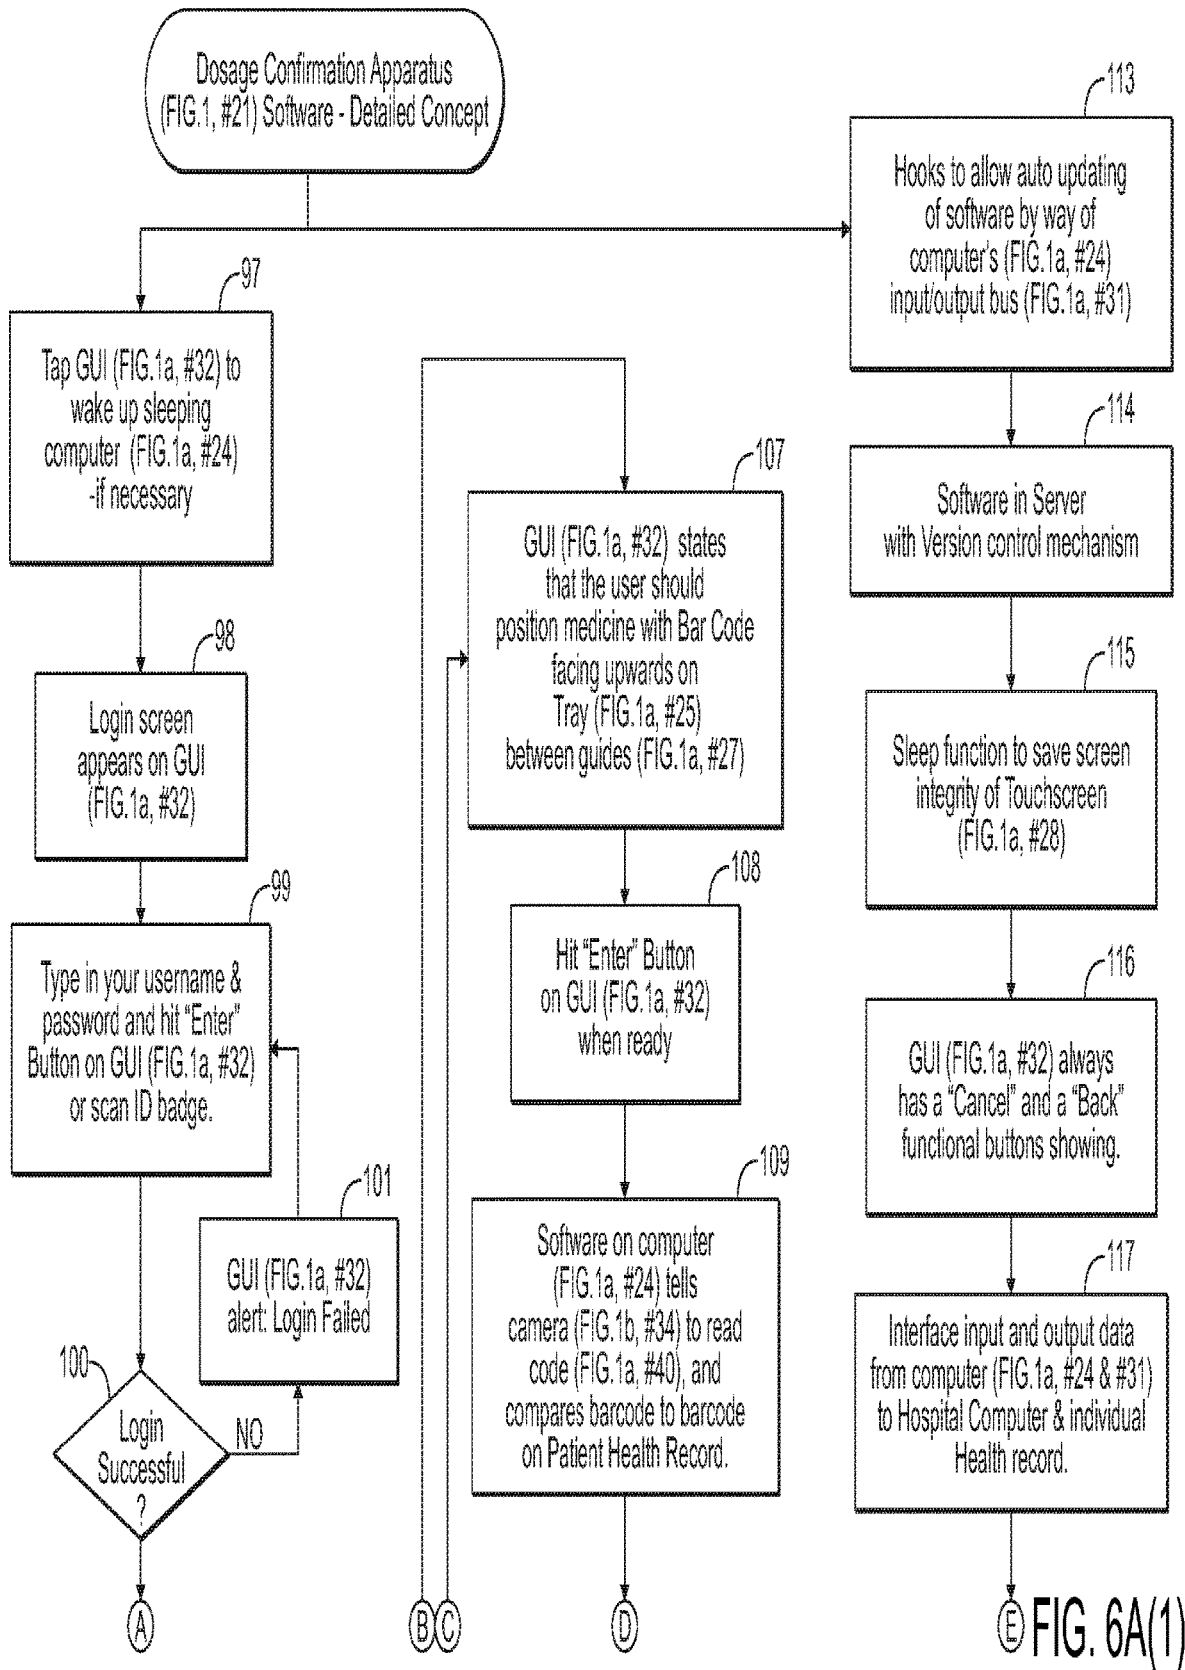 Dosage Confirmation Apparatus
(FIG.1, #21) Software - Detailed Concept
97
Tap GUI (FIG.1a, #32) to
wake up sleeping
computer (FIG.1a, #24)
-if necessary
98
Login screen
appears on GUI
(FIG.1a, #32)
99
Type in your username &
password and hit “Enter”
Button on GUI (FIG.1a, #32)
or scan ID badge.
101
GUI (FIG.1a, #32)
alert: Login Failed
100
Login
Successful
?
NO
A
107
GUI (FIG.1a, #32) states
that the user should
position medicine with Bar Code
facing upwards on
Tray (FIG.1a, #25)
between guides (FIG.1a, #27)
108
Hit “Enter” Button
on GUI (FIG.1a, #32)
when ready
109
Software on computer
(FIG.1a, #24) tells
camera (FIG.1b, #34) to read
code (FIG.1a, #40), and
compares barcode to barcode
on Patient Health Record.
B
C
D
113
Hooks to allow auto updating
of software by way of
computer's (FIG.1a, #24)
input/output bus (FIG.1a, #31)
114
Software in Server
with Version control mechanism
115
Sleep function to save screen
integrity of Touchscreen
(FIG.1a, #28)
116
GUI (FIG.1a, #32) always
has a “Cancel” and a “Back”
functional buttons showing.
117
Interface input and output data
from computer (FIG.1a, #24 & #31)
to Hospital Computer & individual
Health record.
E
FIG. 6A(1)